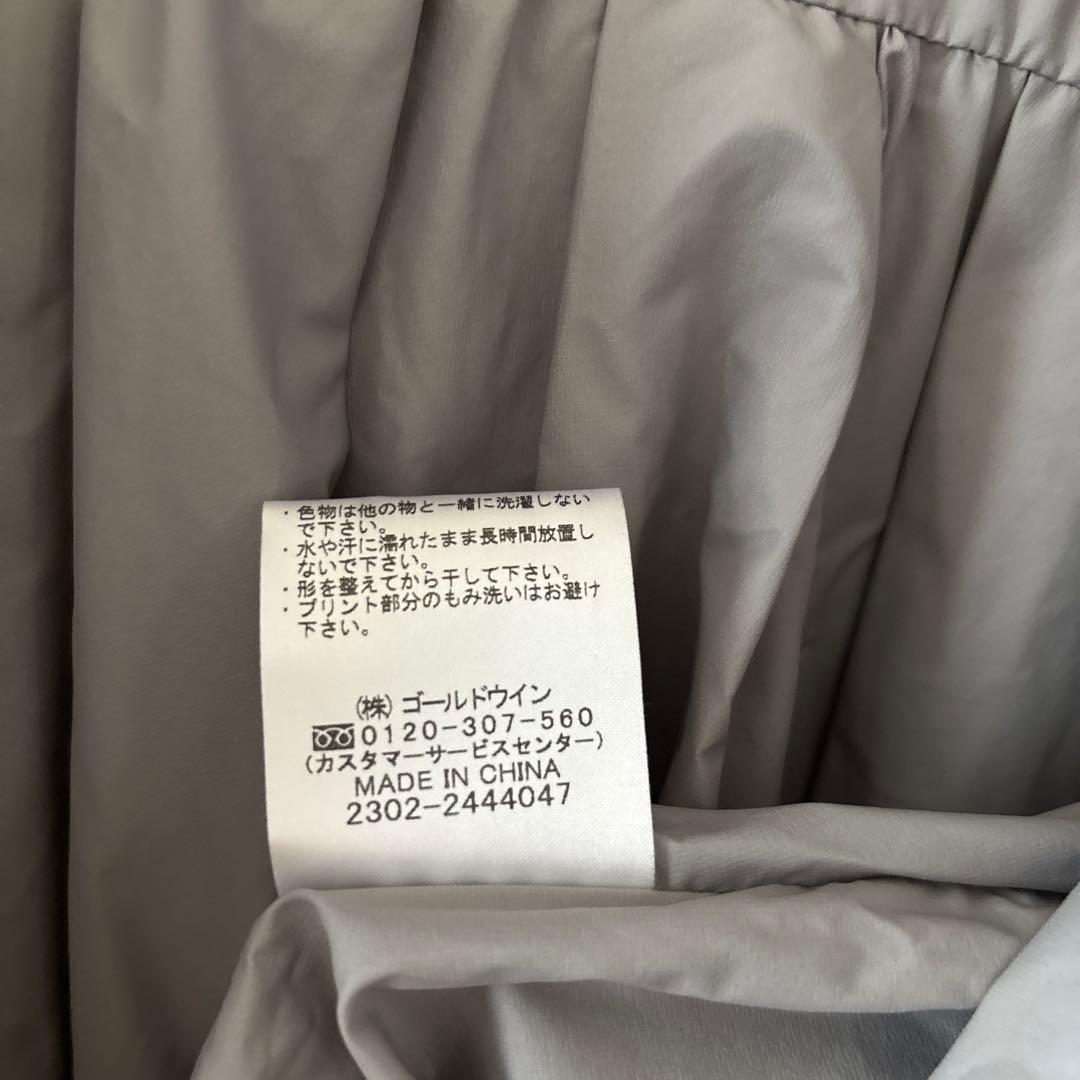 ・色物は他の物と一緒に洗濯しない
で下さい。
・水や汗に濡れたまま長時間放置し
ないで下さい。
・形を整えてから干して下さい。
・プリント部分のもみ洗いはお避け
下さい。
(株)ゴールドウイン
0120-307-560
(カスタマーサービスセンター)
MADE IN CHINA
2302-2444047